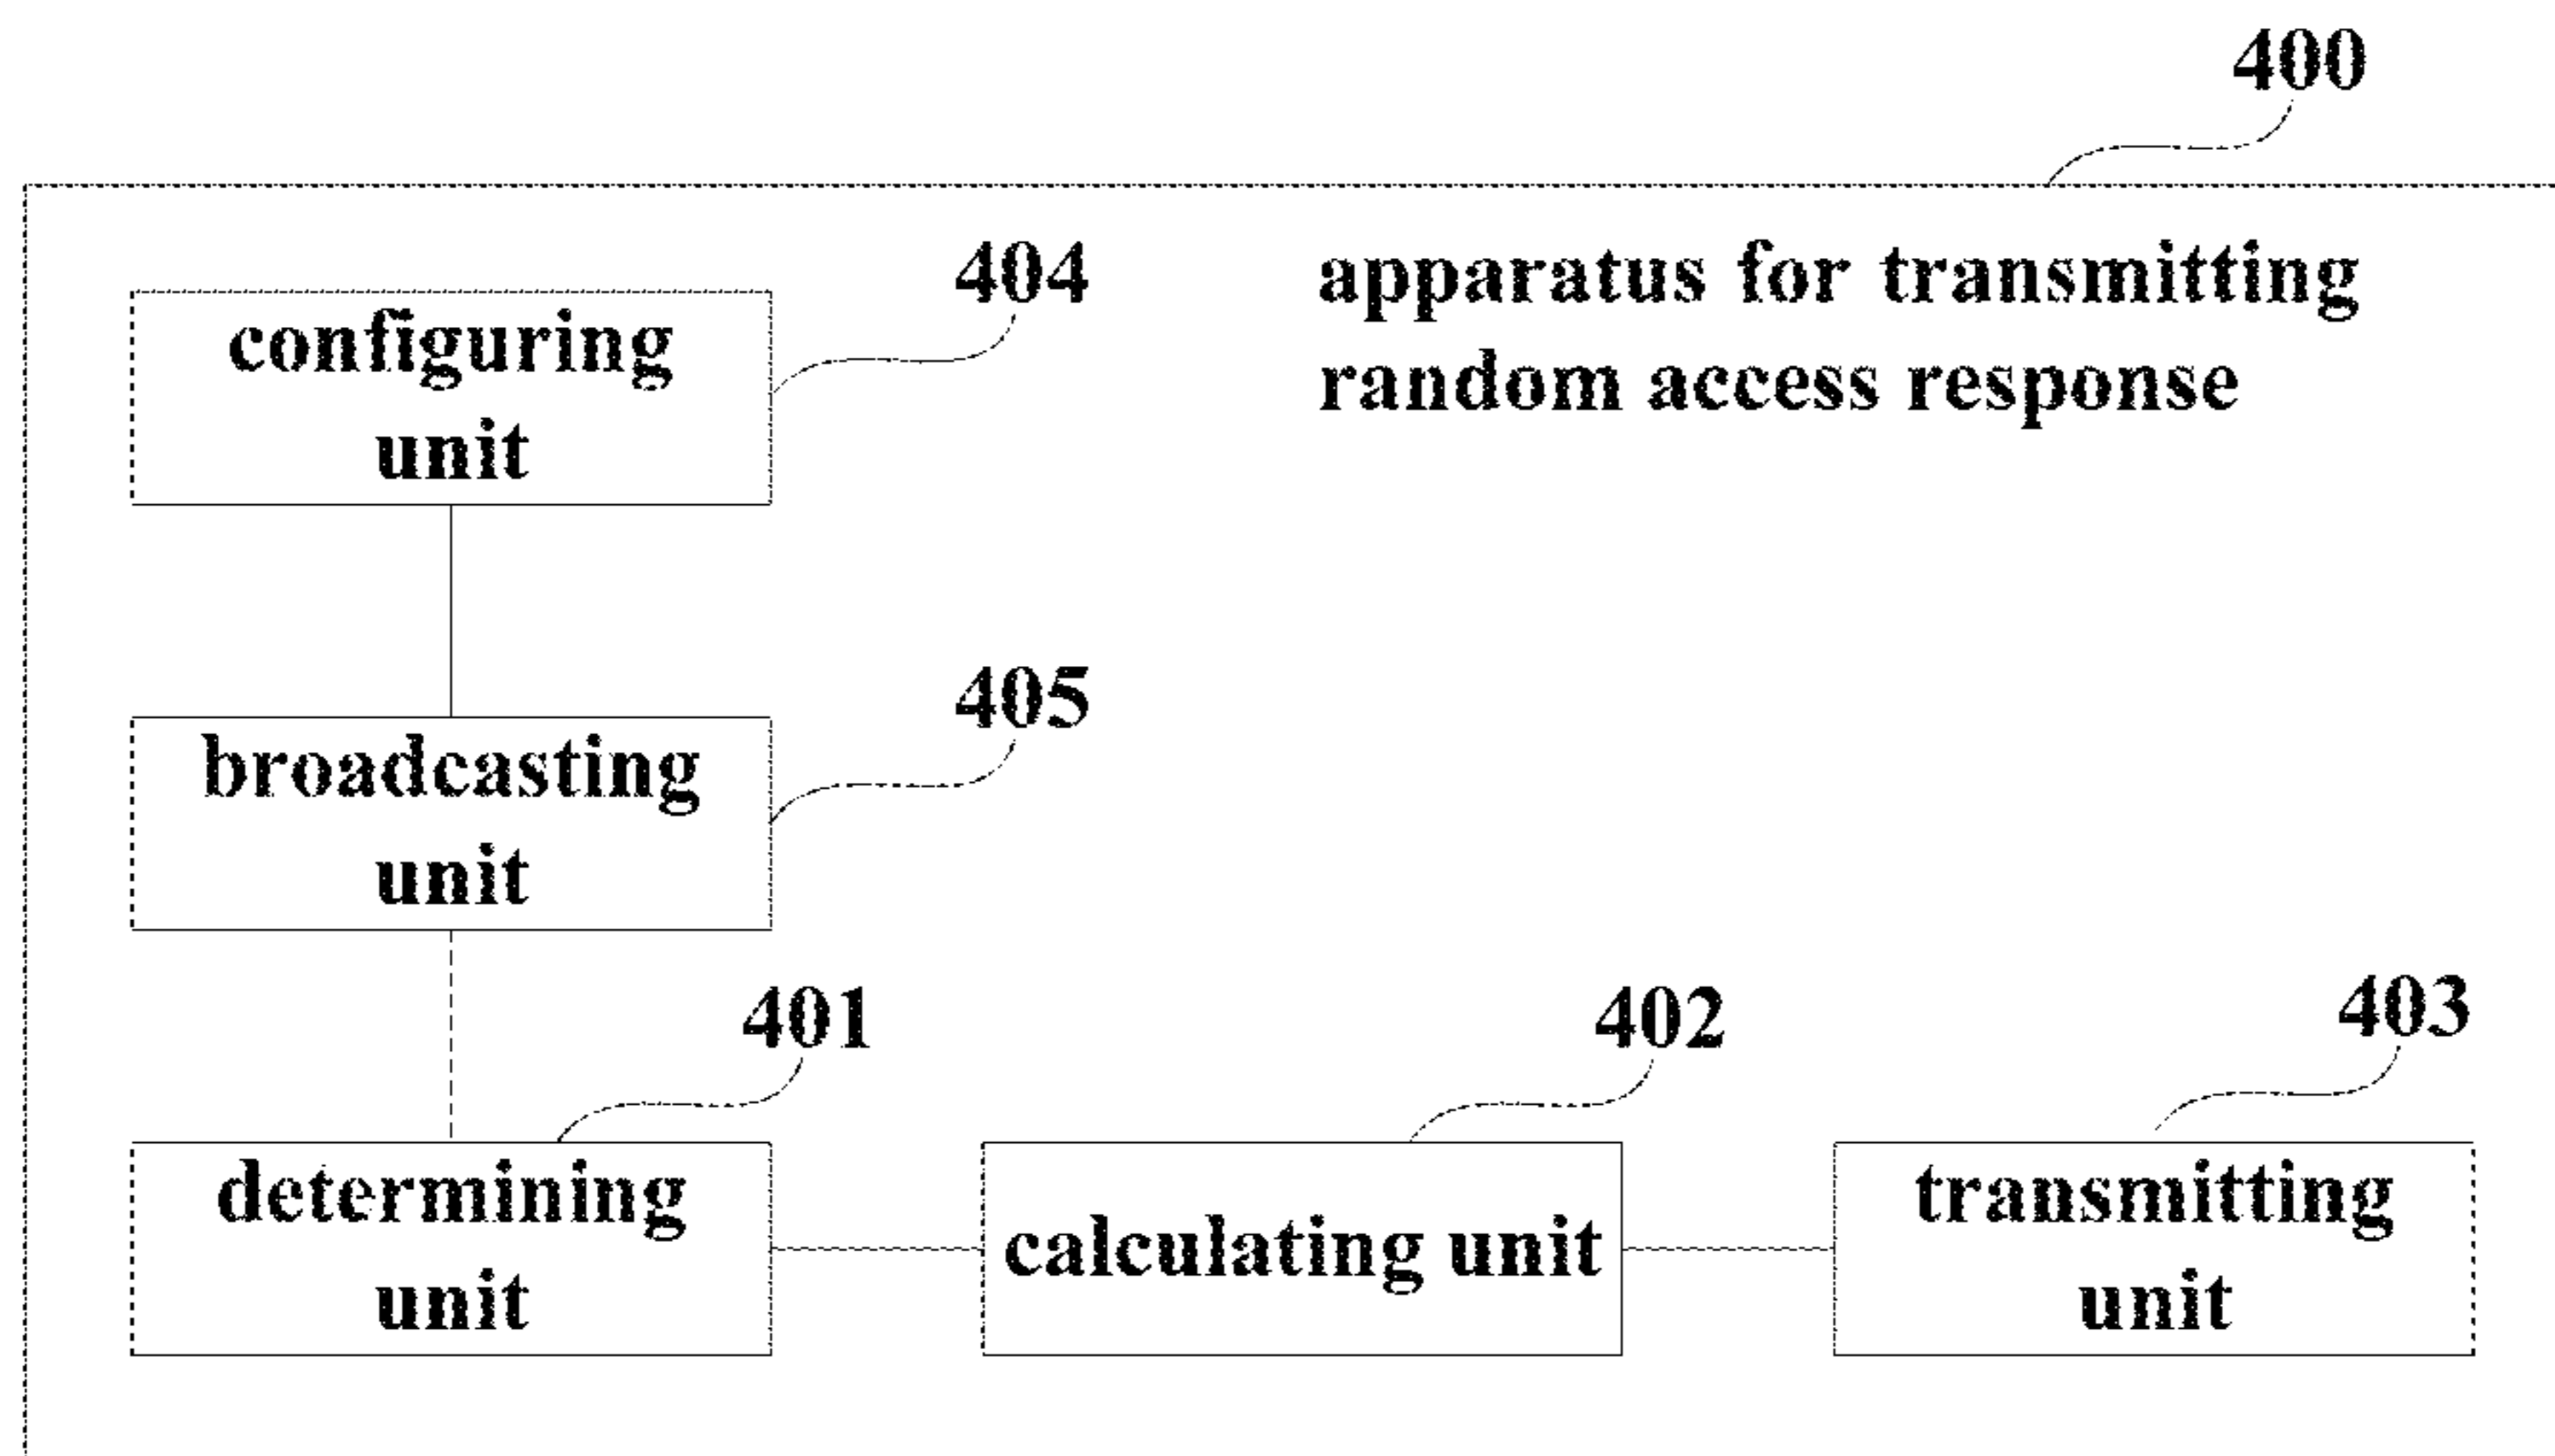 400
404
apparatus for transmitting
random access response
configuring
unit
405
broadcasting
unit
401
402
403
determining
unit
calculating unit
transmitting
unit